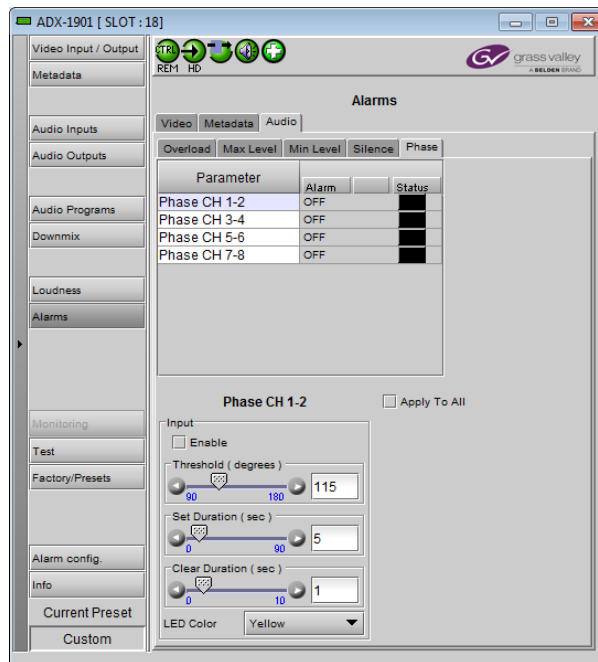 ADX-1901 [ SLOT : 18]
Video Input / Output
Metadata
Audio Inputs
Audio Outputs
Audio Programs
Downmix
Loudness
Alarms
Monitoring
Test
Factory/Presets
Alarm config.
Info
Current Preset
Custom
CTRL
REM HD
GV grass valley
A BELDEN BRAND
Alarms
Video Metadata Audio
Overload Max Level Min Level Silence Phase
Parameter Alarm Status
Phase CH 1-2 OFF
Phase CH 3-4 OFF
Phase CH 5-6 OFF
Phase CH 7-8 OFF
Phase CH 1-2
Apply To All
Input
Enable
Threshold ( degrees )
90 180 115
Set Duration ( sec )
0 90 5
Clear Duration ( sec )
0 10 1
LED Color Yellow